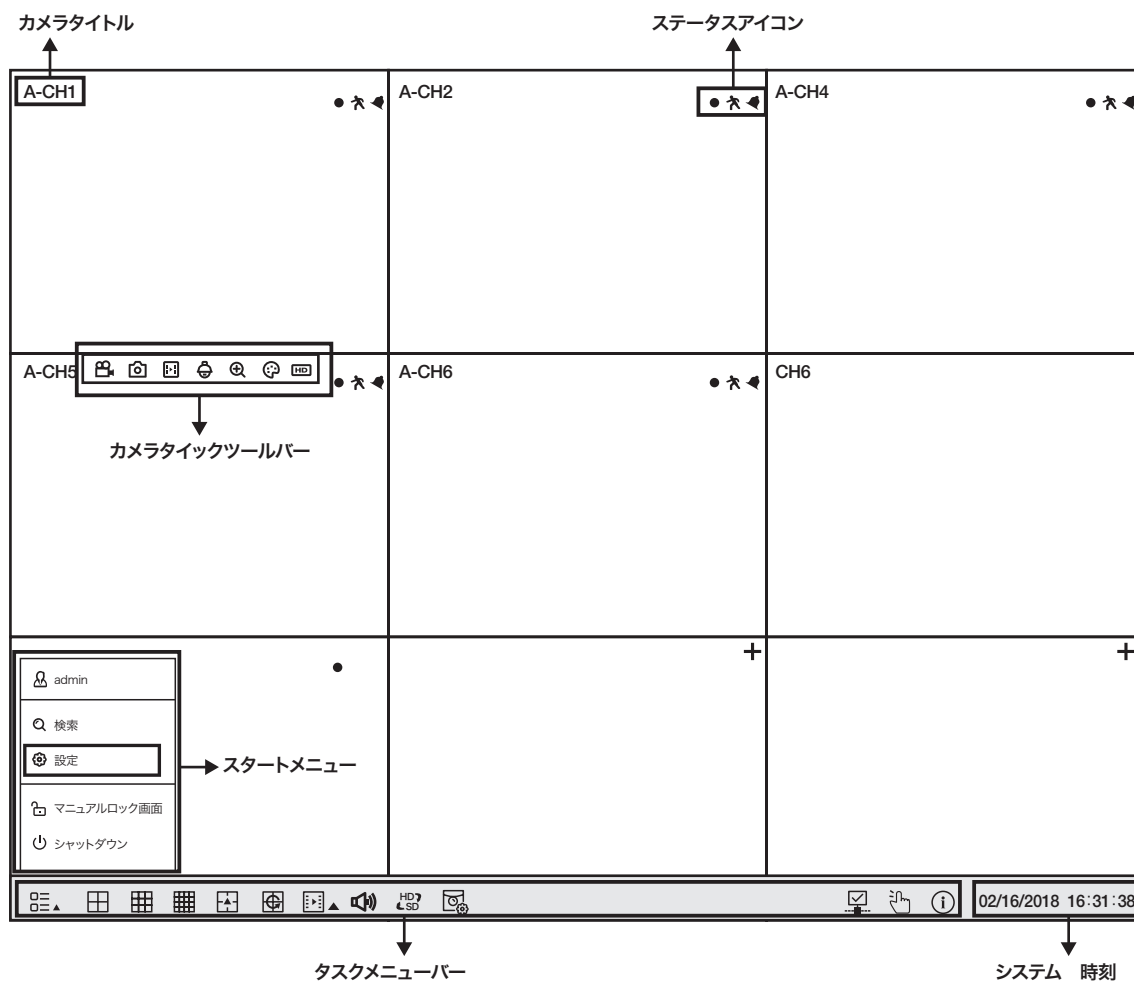 カメラタイトル
ステータスアイコン
A-CH1
A-CH2
A-CH4
A-CH5
HD
A-CH6
CH6
カメラタイックツールバー
admin
検索
設定
スタートメニュー
マニュアルロック画面
シャットダウン
HD
SD
02/16/2018 16:31:38
タスクメニューバー
システム 時刻